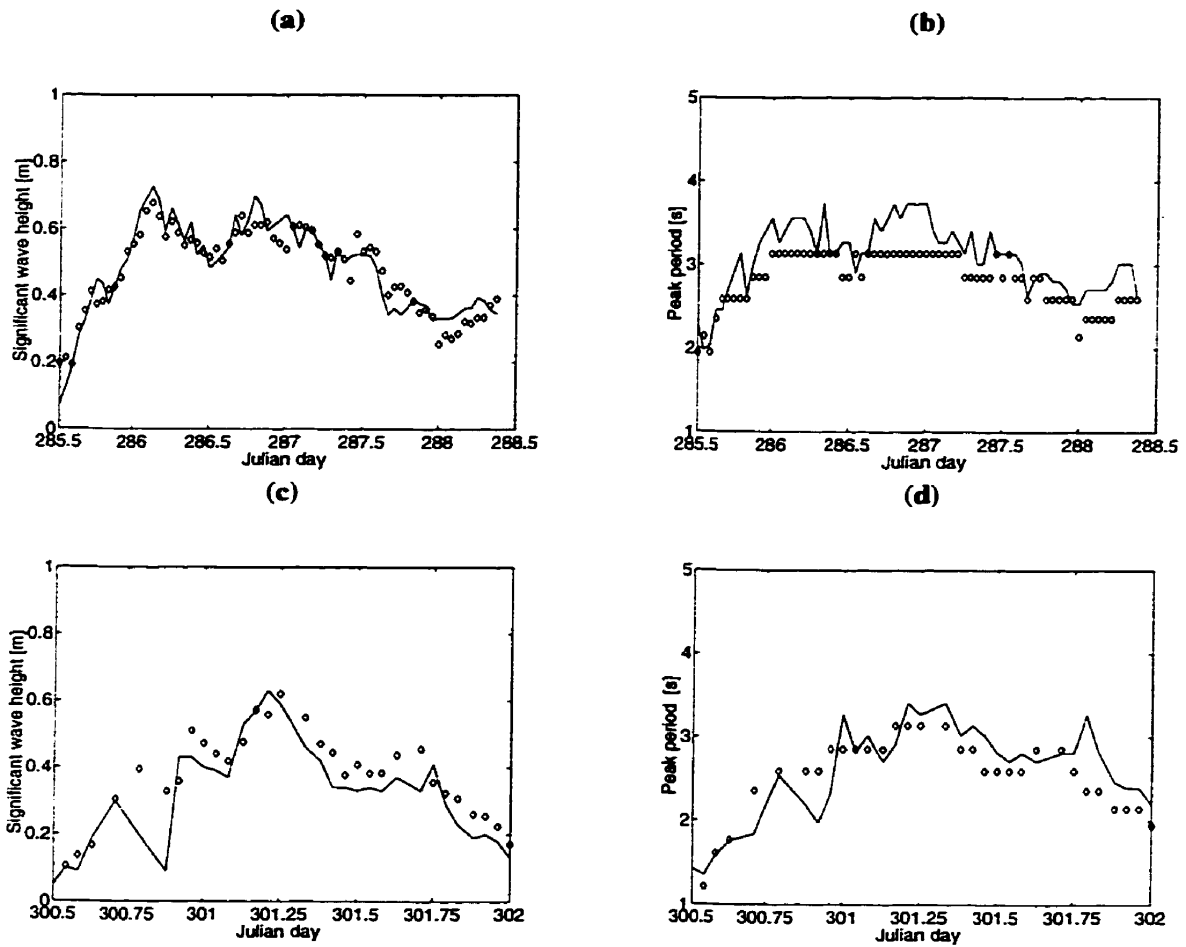 (a)
1
0.8
0.6
0.4
0.2
0
Significant wave height [m]
285.5 286 286.5 287 287.5 288 288.5
Julian day
(b)
5
4
3
2
1
Peak period [s]
285.5 286 286.5 287 287.5 288 288.5
Julian day
(c)
1
0.8
0.6
0.4
0.2
0
Significant wave height [m]
300.5 300.75 301 301.25 301.5 301.75 302
Julian day
(d)
5
4
3
2
1
Peak period [s]
300.5 300.75 301 301.25 301.5 301.75 302
Julian day